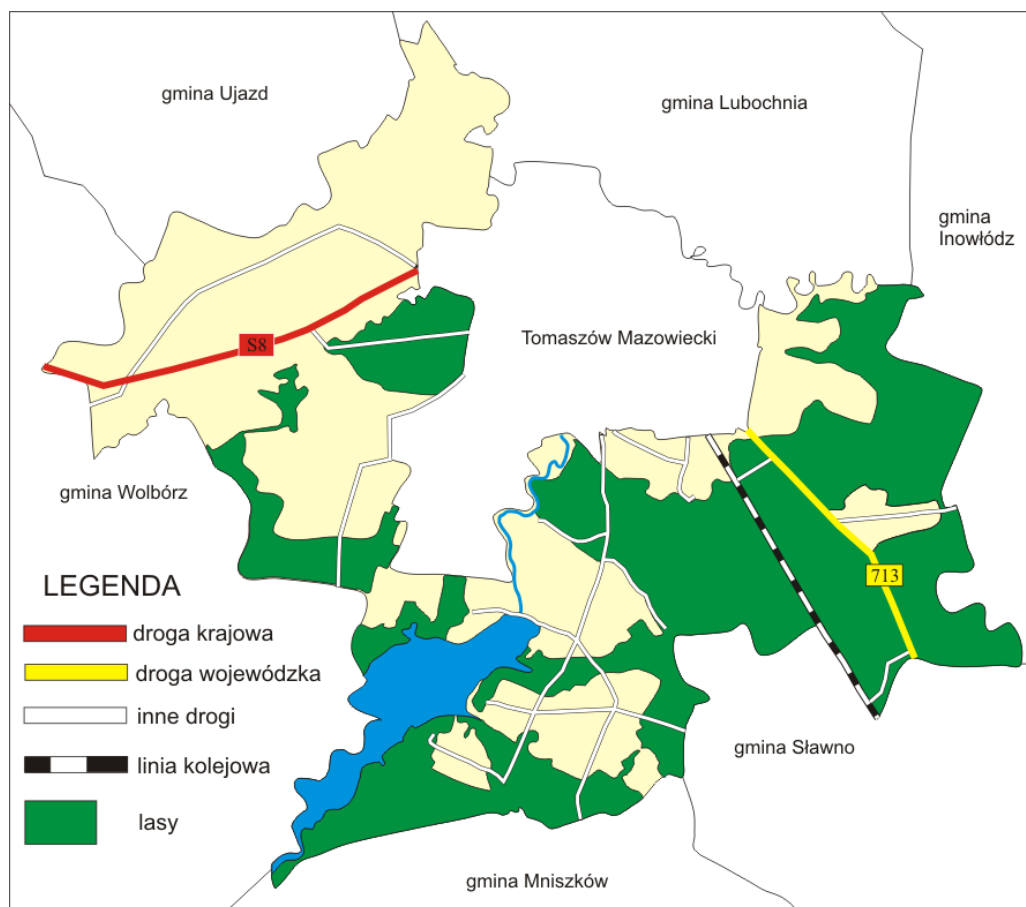 gmina Ujazd
gmina Lubochnia
gmina
Inowłódz
S8
Tomaszów Mazowiecki
gmina Wolbórz
713
LEGENDA
droga krajowa
droga wojewódzka
inne drogi
linia kolejowa
lasy
gmina Sławno
gmina Mniszków